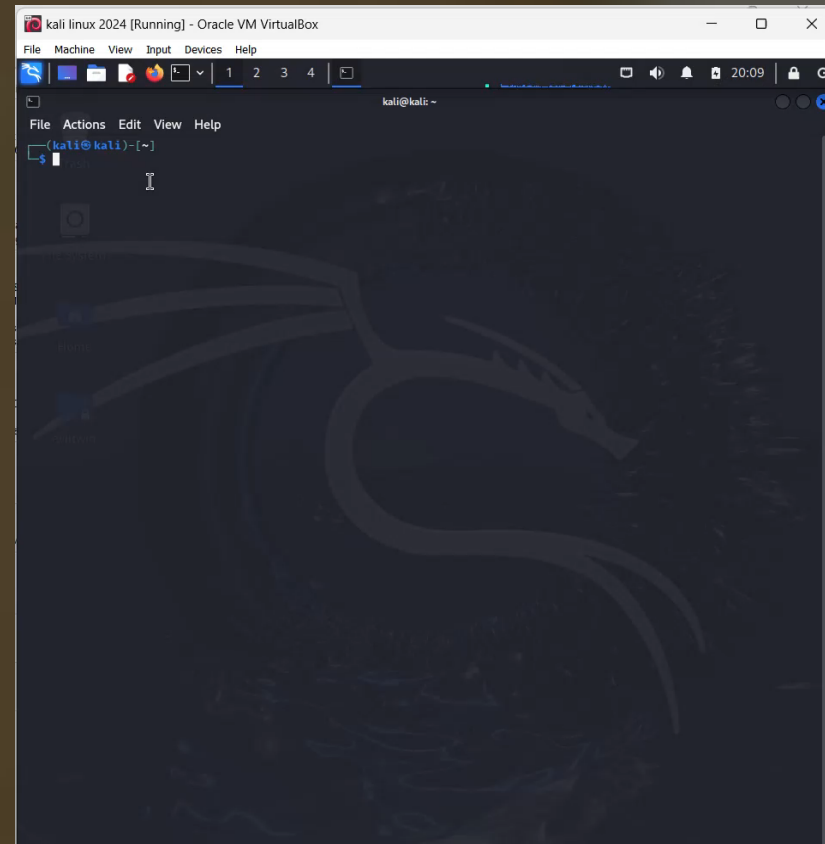 kali linux 2024 [Running] - Oracle VM VirtualBox
File Machine View Input Devices Help
1 2 3 4 20:09
kali@kali: ~
File Actions Edit View Help
┌──(kali㉿kali)-[~]
└─$